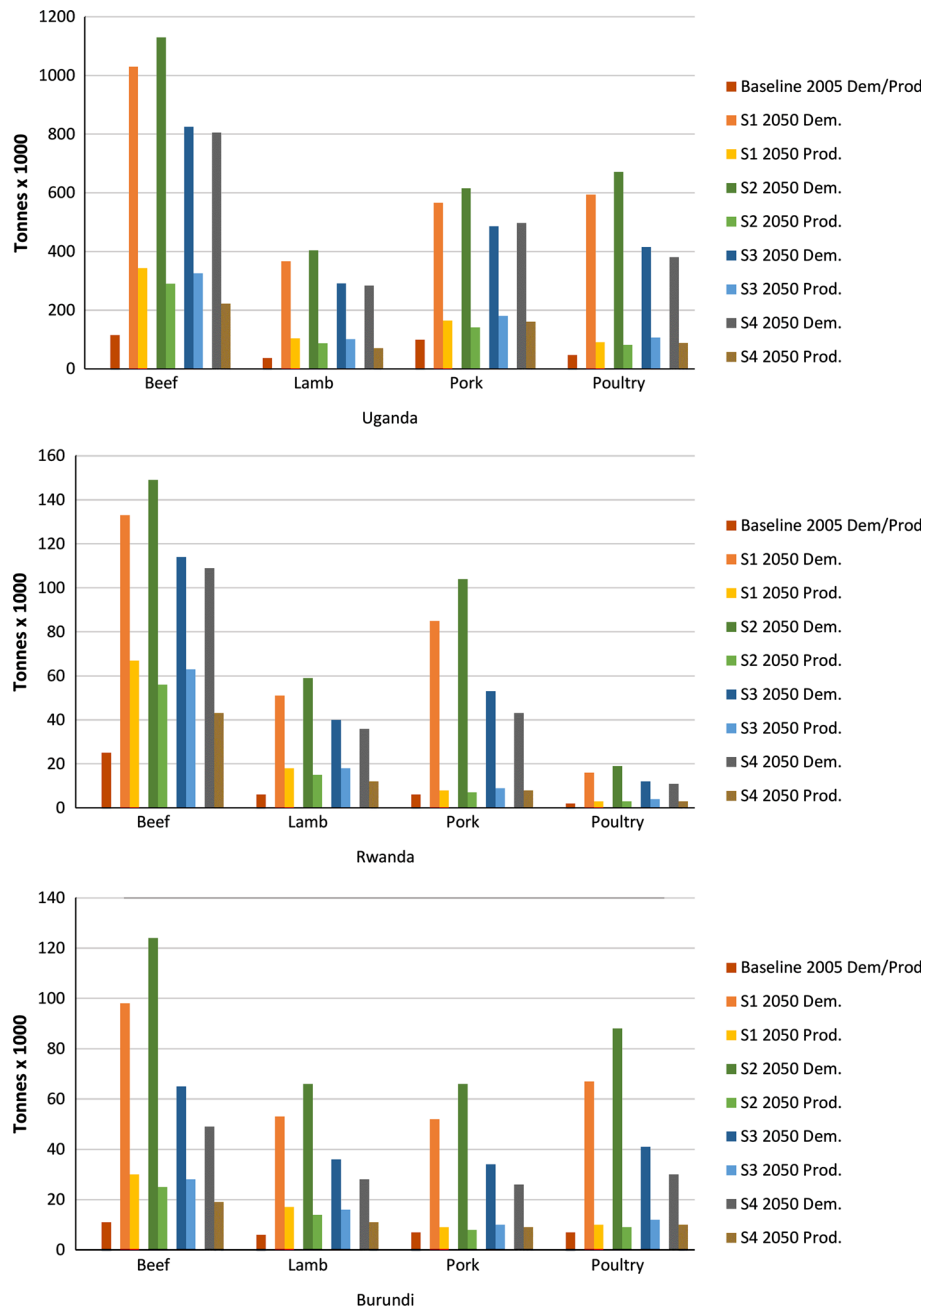 1200
1000
800
600
400
200
0
Tonnes x 1000
Beef
Lamb
Pork
Poultry
Uganda
Baseline 2005 Dem/Prod
S1 2050 Dem.
S1 2050 Prod.
S2 2050 Dem.
S2 2050 Prod.
S3 2050 Dem.
S3 2050 Prod.
S4 2050 Dem.
S4 2050 Prod.
160
140
120
100
80
60
40
20
0
Tonnes x 1000
Beef
Lamb
Pork
Poultry
Rwanda
Baseline 2005 Dem/Prod
S1 2050 Dem.
S1 2050 Prod.
S2 2050 Dem.
S2 2050 Prod.
S3 2050 Dem.
S3 2050 Prod.
S4 2050 Dem.
S4 2050 Prod.
140
120
100
80
60
40
20
0
Tonnes x 1000
Beef
Lamb
Pork
Poultry
Burundi
Baseline 2005 Dem/Prod
S1 2050 Dem.
S1 2050 Prod.
S2 2050 Dem.
S2 2050 Prod.
S3 2050 Dem.
S3 2050 Prod.
S4 2050 Dem.
S4 2050 Prod.